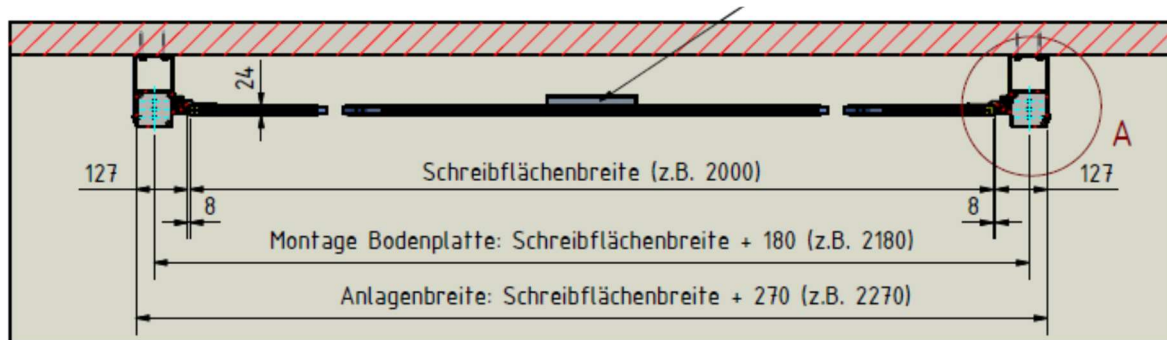 24
A
127
Schreibflächenbreite (z.B. 2000)
127
8
8
Montage Bodenplatte: Schreibflächenbreite + 180 (z.B. 2180)
Anlagenbreite: Schreibflächenbreite + 270 (z.B. 2270)